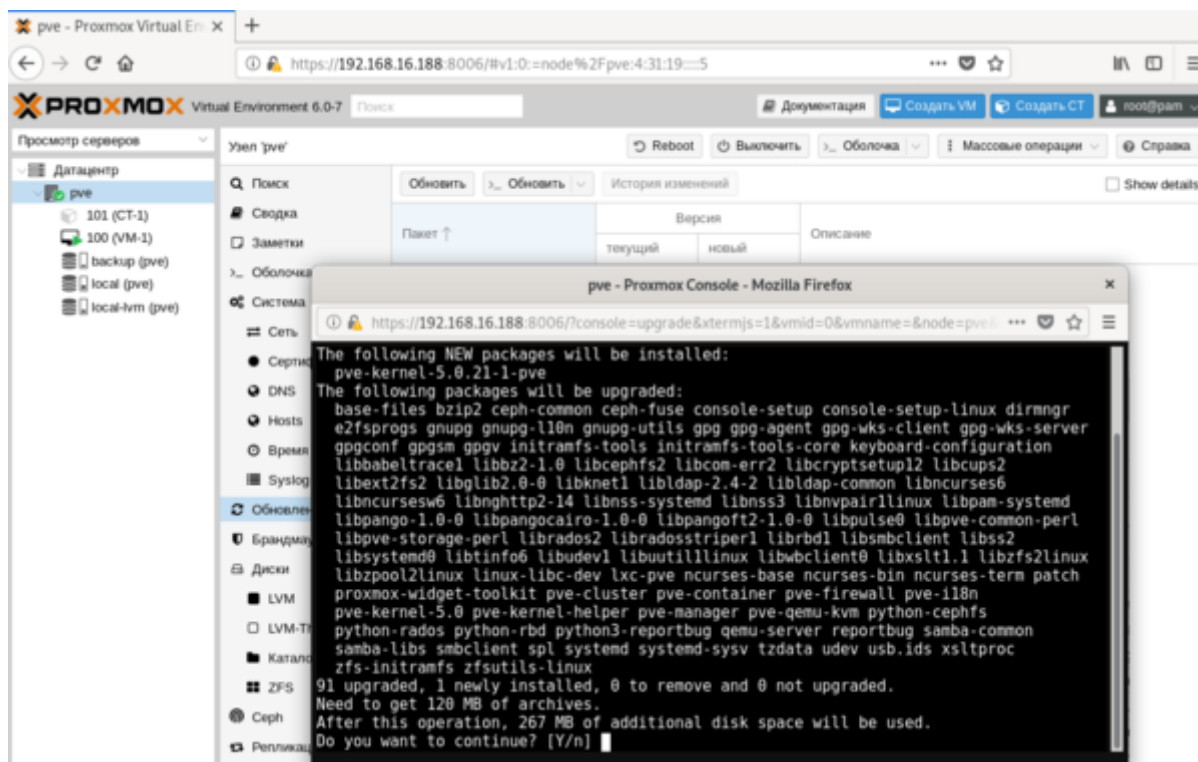 pve - Proxmox Virtual En
https://192.168.16.188:8006/#v1:0:=node%2Fpve:4:31:19::::5
PROXMOX Virtual Environment 6.0-7 Поиск Документация Создать VM Создать CT root@pam
Просмотр серверов
Узел 'pve' Reboot Выключить Оболочка Массовые операции Справка
Датацентр
pve
101 (CT-1)
100 (VM-1)
backup (pve)
local (pve)
local-lvm (pve)
Поиск
Сводка
Заметки
Оболочка
Система
Сеть
Сертиф
DNS
Hosts
Время
Syslog
Обновлен
Брандмау
Диски
LVM
LVM-Th
Катало
ZFS
Ceph
Репликац
Обновить >_ Обновить История изменений Show details
Пакет ↑ Версия Описание
текущий новый
pve - Proxmox Console - Mozilla Firefox
https://192.168.16.188:8006/?console=upgrade&xtermjs=1&vmid=0&vmname=&node=pve
The following NEW packages will be installed:
pve-kernel-5.0.21-1-pve
The following packages will be upgraded:
base-files bzip2 ceph-common ceph-fuse console-setup console-setup-linux dirmngr
e2fsprogs gnupg gnupg-l10n gnupg-utils gpg gpg-agent gpg-wks-client gpg-wks-server
gpgconf gpgsm gpgv initramfs-tools initramfs-tools-core keyboard-configuration
libbabeltrace1 libbz2-1.0 libcephfs2 libcom-err2 libcryptsetup12 libcups2
libext2fs2 libglib2.0-0 libknet1 libldap-2.4-2 libldap-common libncurses6
libncursesw6 libnghttp2-14 libnss-systemd libnss3 libnvpair1linux libpam-systemd
libpango-1.0-0 libpangocairo-1.0-0 libpangoft2-1.0-0 libpulse0 libpve-common-perl
libpve-storage-perl librados2 libradosstriper1 librbd1 libsmbclient libss2
libsystemd0 libtinfo6 libudev1 libuutil1linux libwbclient0 libxslt1.1 libzfs2linux
libzpool2linux linux-libc-dev lxc-pve ncurses-base ncurses-bin ncurses-term patch
proxmox-widget-toolkit pve-cluster pve-container pve-firewall pve-i18n
pve-kernel-5.0 pve-kernel-helper pve-manager pve-qemu-kvm python-cephfs
python-rados python-rbd python3-reportbug qemu-server reportbug samba-common
samba-libs smbclient spl systemd systemd-sysv tzdata udev usb.ids xsltproc
zfs-initramfs zfsutils-linux
91 upgraded, 1 newly installed, 0 to remove and 0 not upgraded.
Need to get 120 MB of archives.
After this operation, 267 MB of additional disk space will be used.
Do you want to continue? [Y/n]